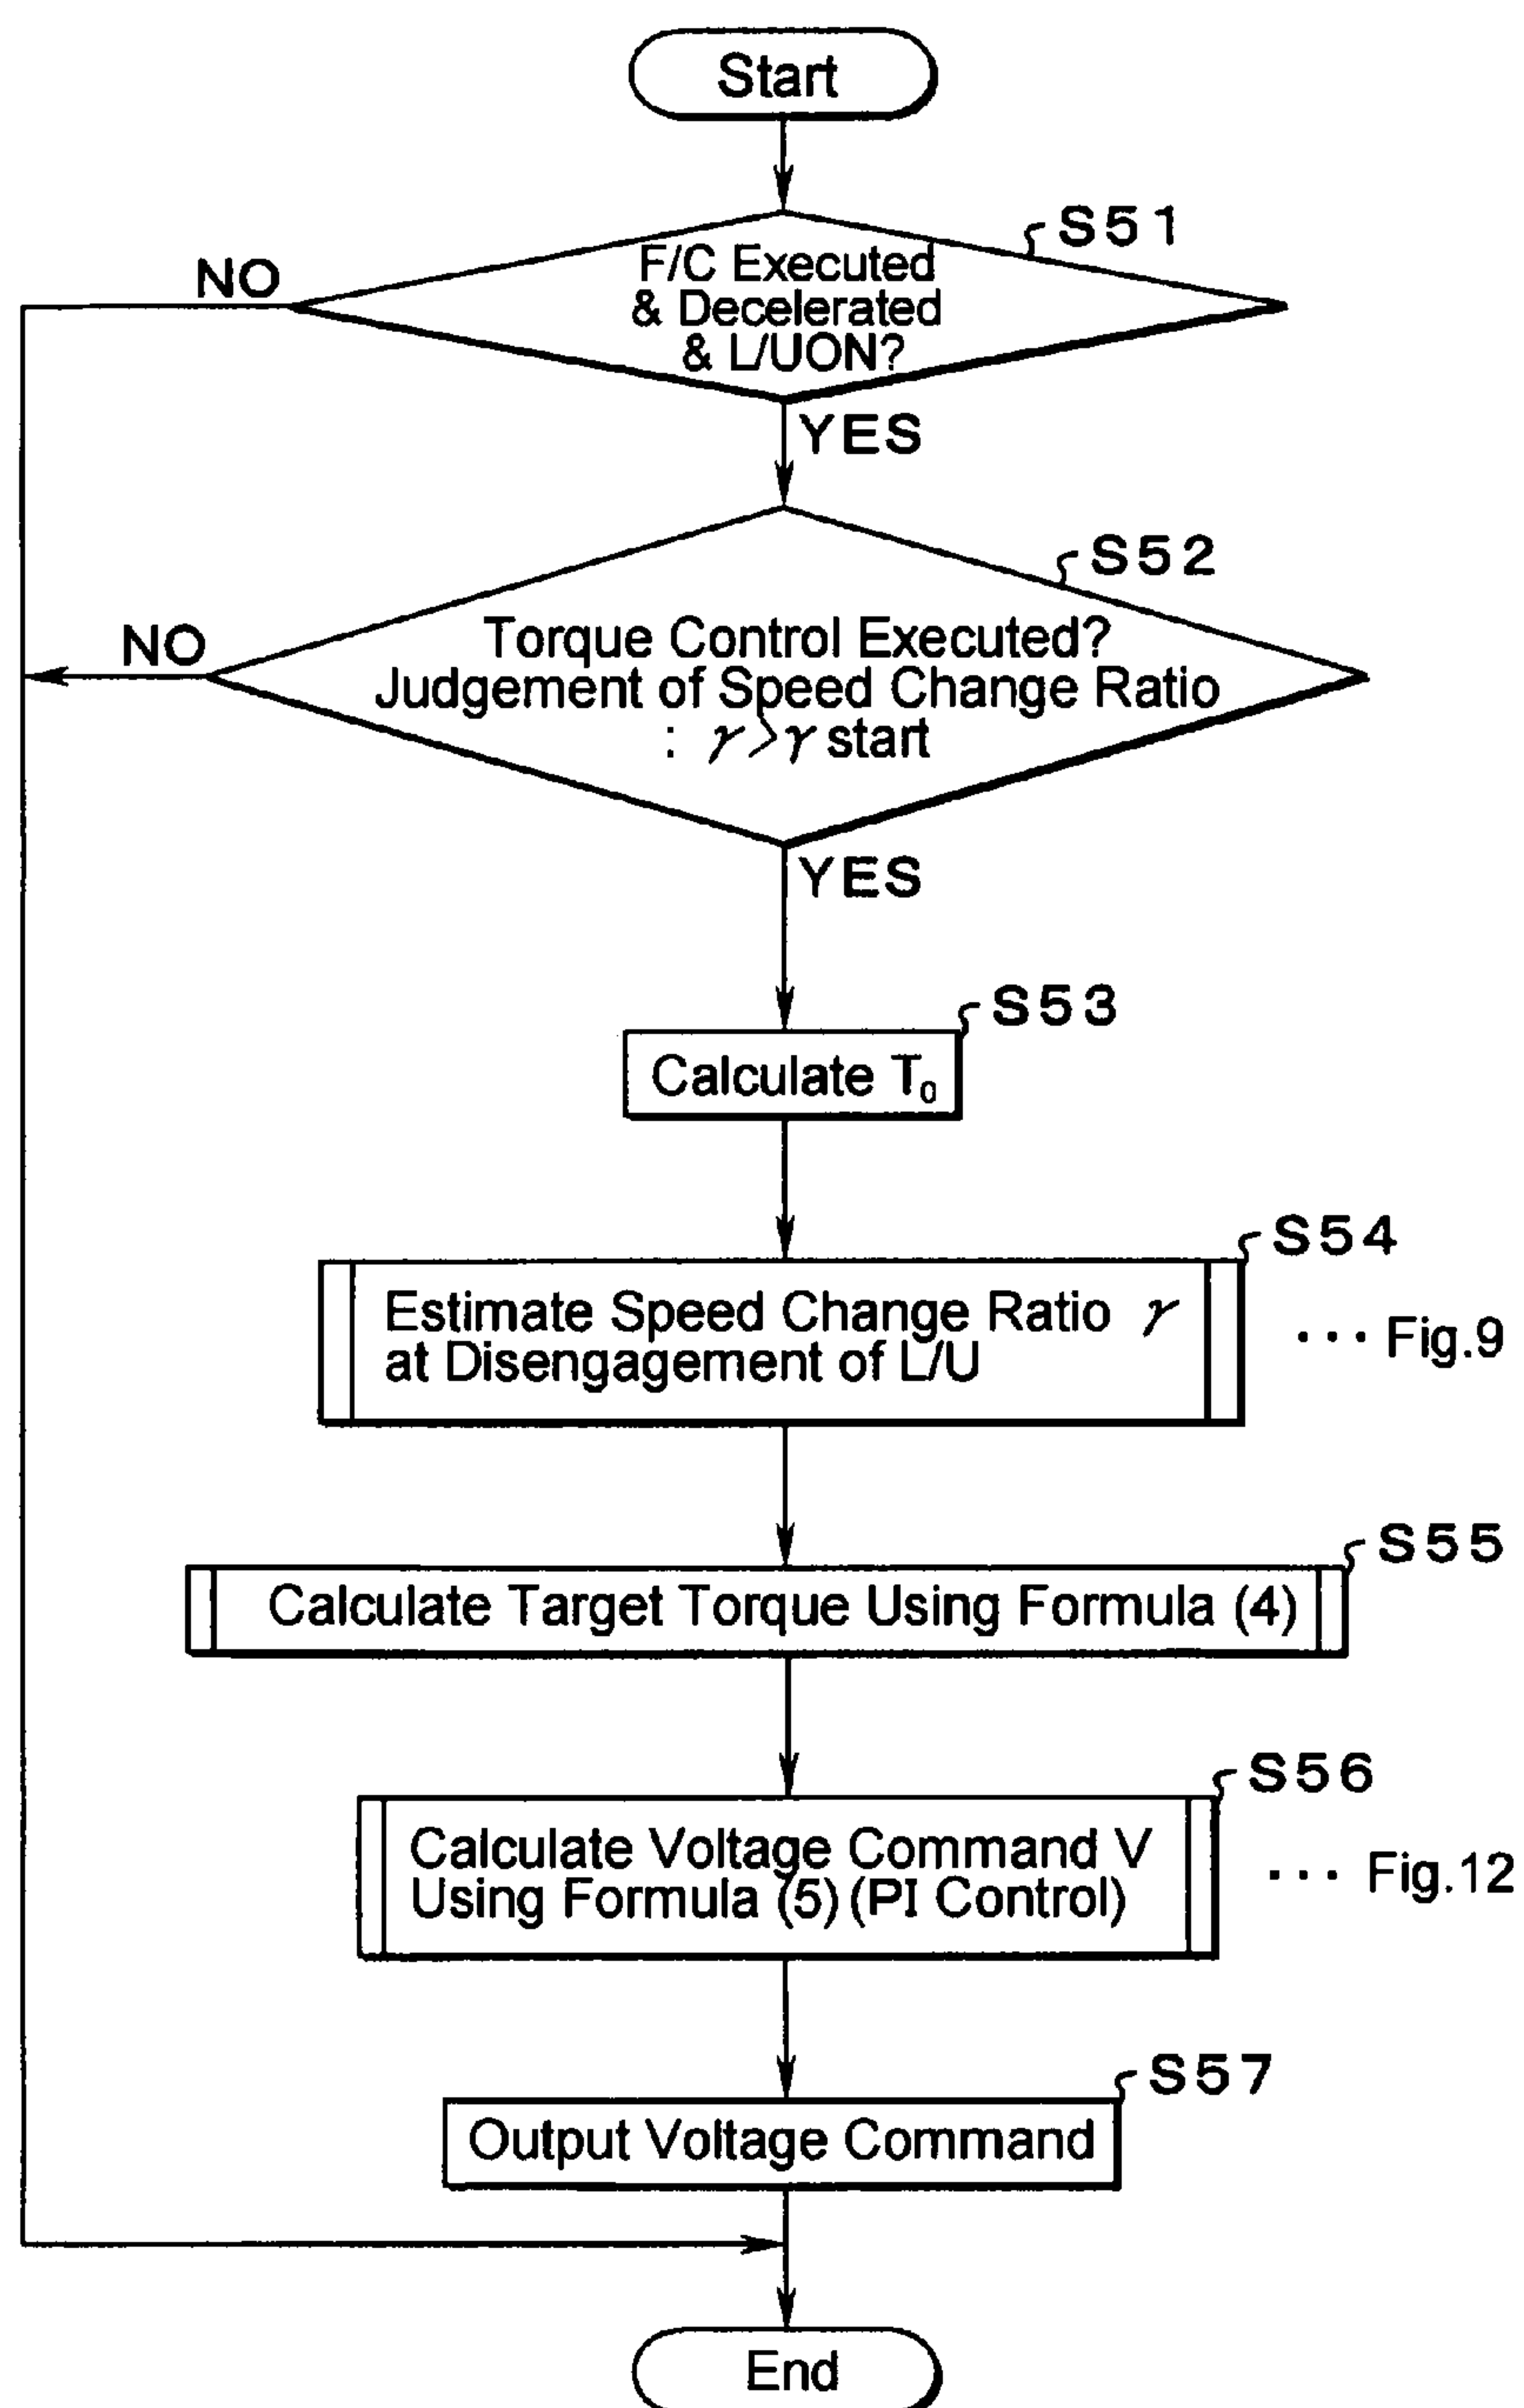 Start
S51
F/C Executed
& Decelerated
& L/UON?
NO
YES
S52
Torque Control Executed?
Judgement of Speed Change Ratio
: γ>γ start
NO
YES
S53
Calculate T₀
S54
Estimate Speed Change Ratio γ
at Disengagement of L/U
··· Fig.9
S55
Calculate Target Torque Using Formula (4)
S56
Calculate Voltage Command V
Using Formula (5) (PI Control)
··· Fig.12
S57
Output Voltage Command
End